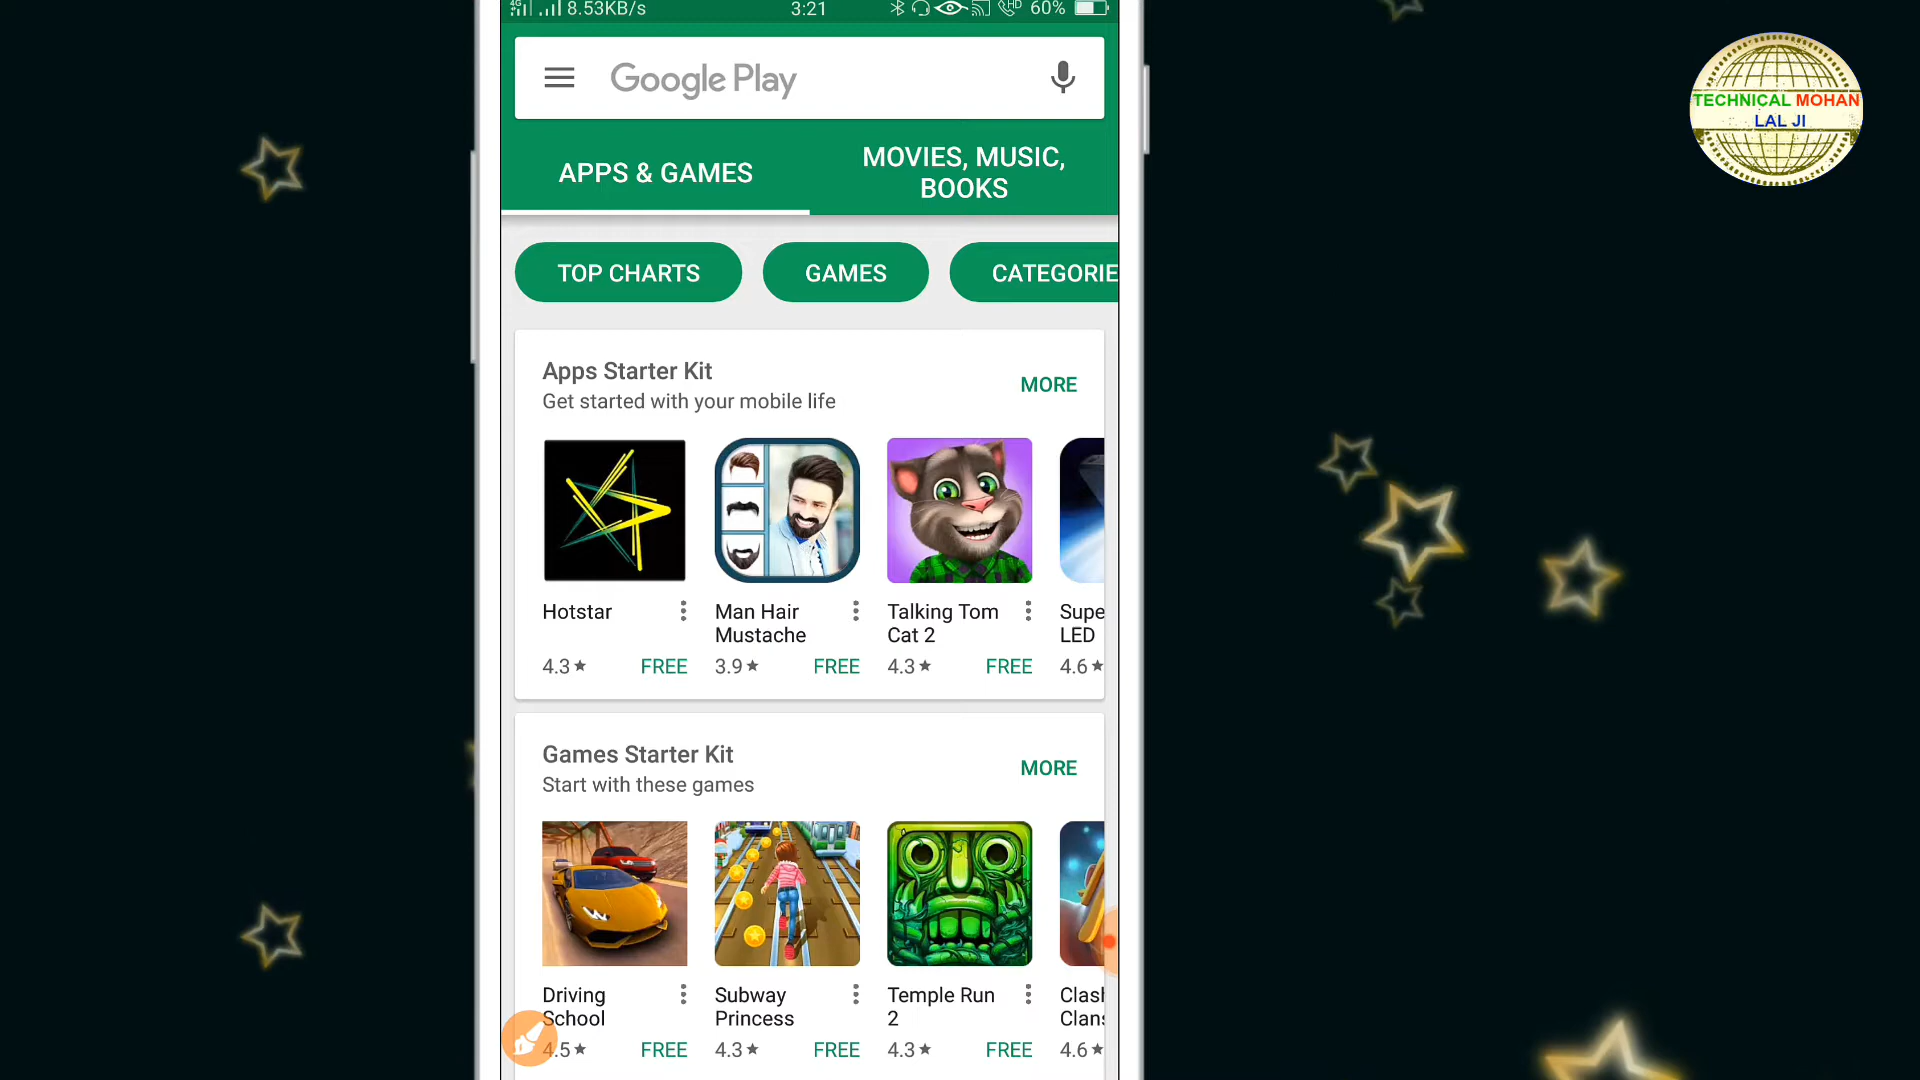 4G 8.53KB/s 3:21 HD 60%
Google Play
TECHNICAL MOHAN
LAL JI
APPS & GAMES
MOVIES, MUSIC,
BOOKS
TOP CHARTS GAMES CATEGORIE
Apps Starter Kit
Get started with your mobile life
MORE
Hotstar
4.3★ FREE
Man Hair
Mustache
3.9★ FREE
Talking Tom
Cat 2
4.3★ FREE
Supe
LED
4.6★
Games Starter Kit
Start with these games
MORE
Driving
School
4.5★ FREE
Subway
Princess
4.3★ FREE
Temple Run
2
4.3★ FREE
Clash
Clans
4.6★